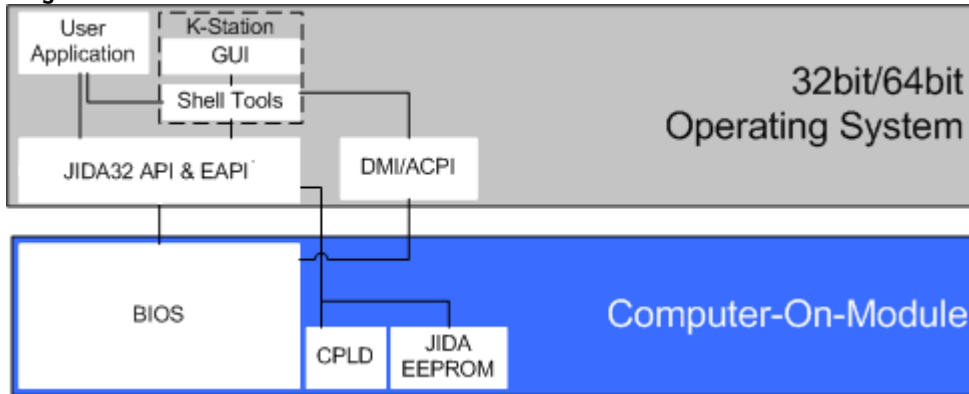 User
Application
K-Station
GUI
Shell Tools
32bit/64bit
Operating System
JIDA32 API & EAPI
DMI/ACPI
BIOS
Computer-On-Module
CPLD
JIDA
EEPROM